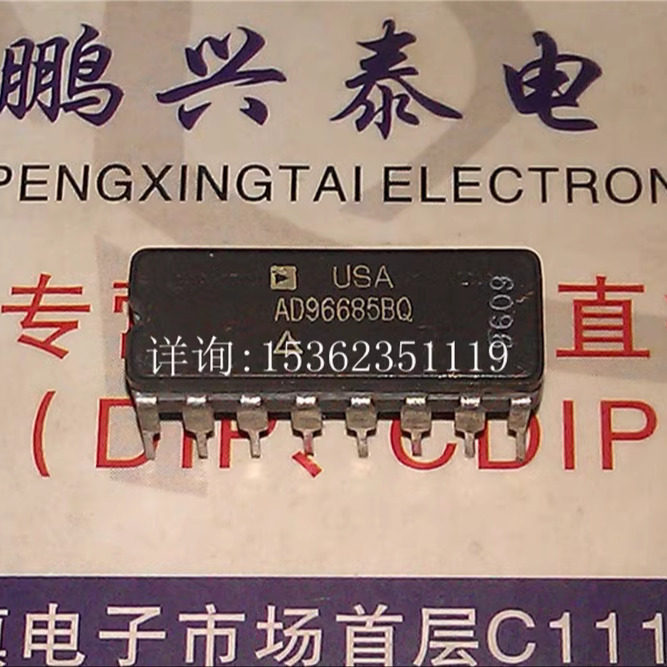 鹏兴泰电
PENGXINGTAI ELECTRON
USA
AD96685BQ
8609
专 直
详询:15362351119
(DIP、CDIP
电子市场首层C111